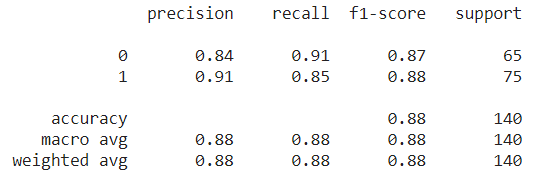 precision recall f1-score support
0 0.84 0.91 0.87 65
1 0.91 0.85 0.88 75
accuracy 0.88 140
macro avg 0.88 0.88 0.88 140
weighted avg 0.88 0.88 0.88 140